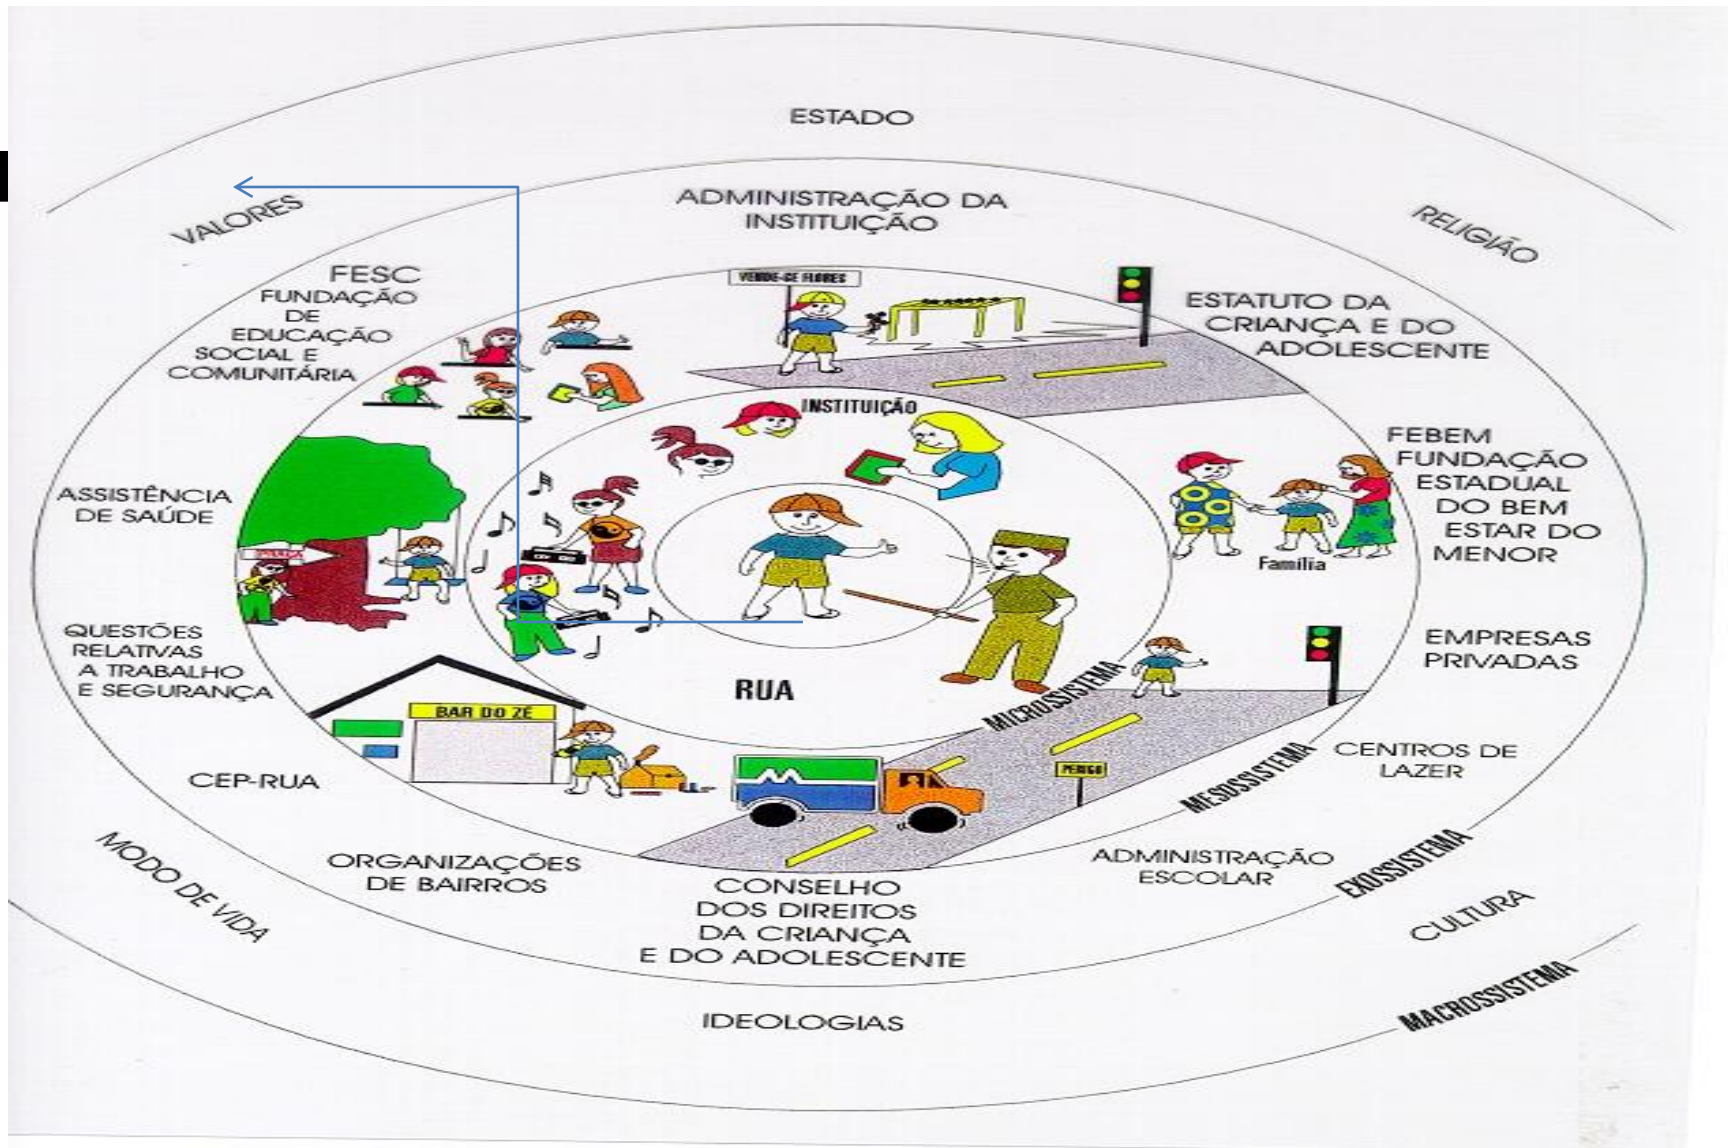 ESTADO
VALORES
RELIGIÃO
ADMINISTRAÇÃO DA
INSTITUIÇÃO
FESC
FUNDAÇÃO
DE
EDUCAÇÃO
SOCIAL E
COMUNITÁRIA
VENDE-SE FLORES
ESTATUTO DA
CRIANÇA E DO
ADOLESCENTE
INSTITUIÇÃO
FEBEM
FUNDAÇÃO
ESTADUAL
DO BEM
ESTAR DO
MENOR
ASSISTÊNCIA
DE SAÚDE
PRAÇA
Família
QUESTÕES
RELATIVAS
A TRABALHO
E SEGURANÇA
EMPRESAS
PRIVADAS
RUA
MICROSSISTEMA
BAR DO ZÉ
PERIGO
MESOSSISTEMA
CENTROS DE
LAZER
CEP-RUA
MODO DE VIDA
ORGANIZAÇÕES
DE BAIRROS
CONSELHO
DOS DIREITOS
DA CRIANÇA
E DO ADOLESCENTE
ADMINISTRAÇÃO
ESCOLAR
EXOSSISTEMA
CULTURA
IDEOLOGIAS
MACROSSISTEMA